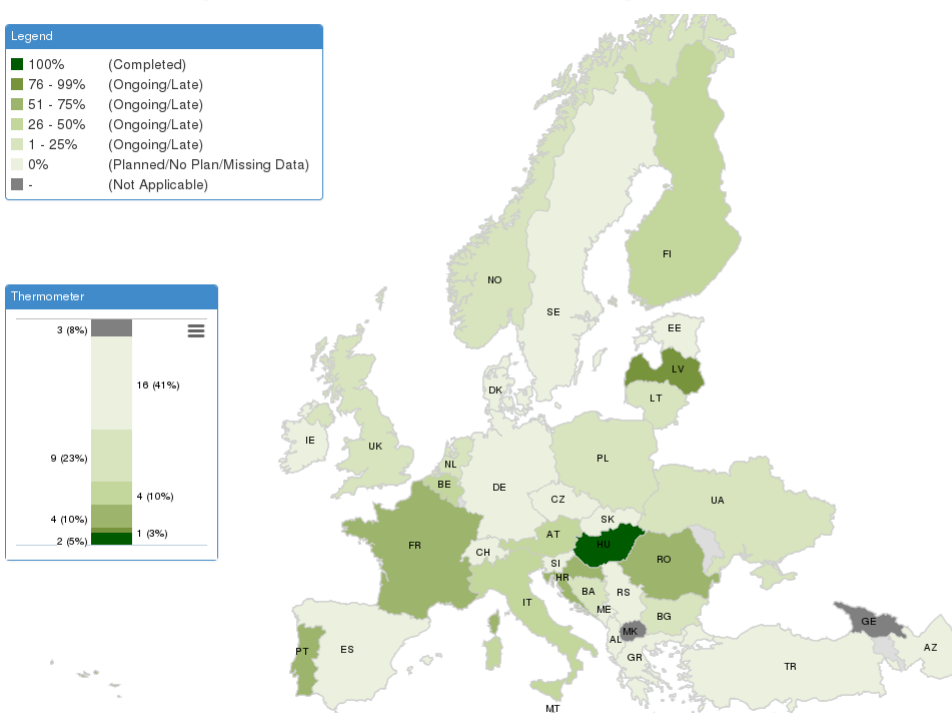 Legend
100% (Completed)
76 - 99% (Ongoing/Late)
51 - 75% (Ongoing/Late)
26 - 50% (Ongoing/Late)
1 - 25% (Ongoing/Late)
0% (Planned/No Plan/Missing Data)
- (Not Applicable)
Thermometer
3 (8%)
16 (41%)
9 (23%)
4 (10%)
4 (10%)
1 (3%)
2 (5%)
FI
NO
SE
EE
LV
DK
LT
IE
UK
NL
PL
BE
DE
CZ
UA
SK
FR
AT
HU
CH
RO
SI
HR
BA
RS
IT
ME
BG
GE
MK
AL
AZ
PT
ES
GR
TR
MT